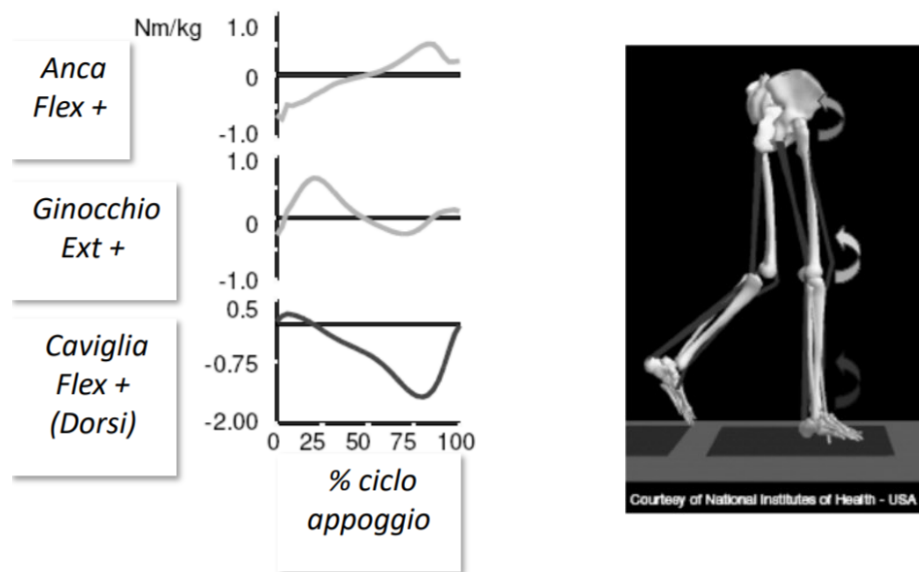 Nm/kg
Anca
Flex +
1.0
0
-1.0
Ginocchio
Ext +
1.0
0
-1.0
Caviglia
Flex +
(Dorsi)
0.5
-0.75
-2.00
0 25 50 75 100
% ciclo
appoggio
Courtesy of National Institutes of Health - USA